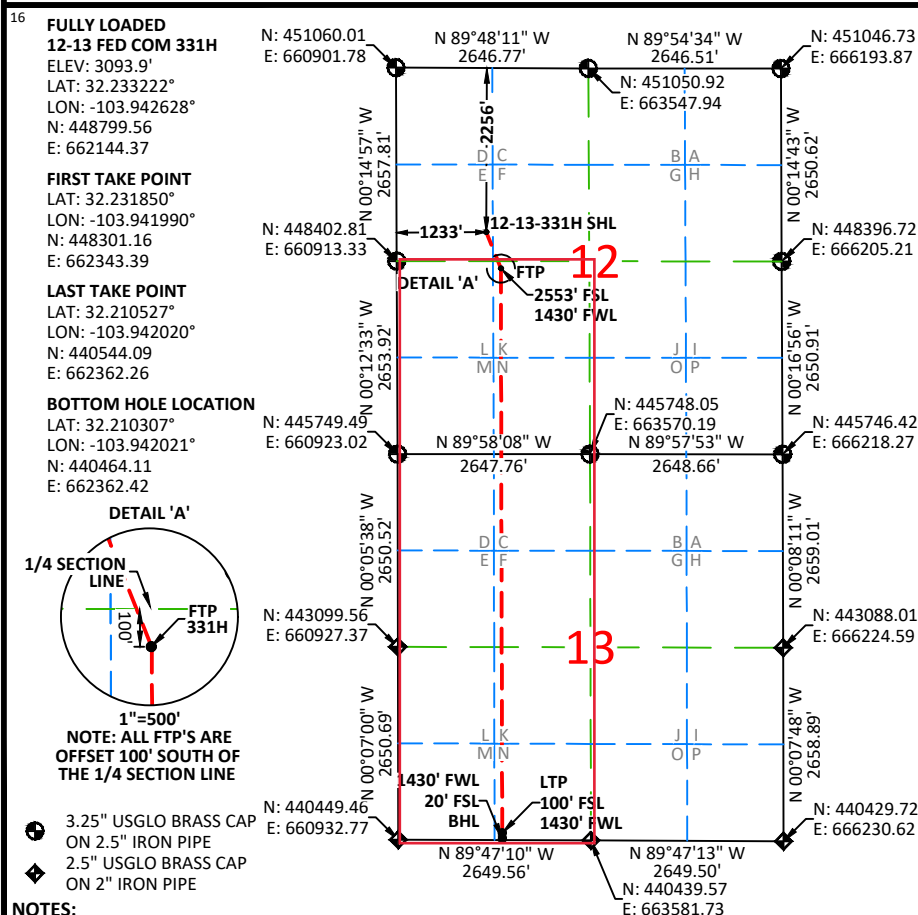 16
FULLY LOADED
12-13 FED COM 331H
ELEV: 3093.9'
LAT: 32.233222°
LON: -103.942628°
N: 448799.56
E: 662144.37
FIRST TAKE POINT
LAT: 32.231850°
LON: -103.941990°
N: 448301.16
E: 662343.39
LAST TAKE POINT
LAT: 32.210527°
LON: -103.942020°
N: 440544.09
E: 662362.26
BOTTOM HOLE LOCATION
LAT: 32.210307°
LON: -103.942021°
N: 440464.11
E: 662362.42
DETAIL 'A'
1/4 SECTION
LINE
FTP
331H
100'
1"=500'
NOTE: ALL FTP'S ARE
OFFSET 100' SOUTH OF
THE 1/4 SECTION LINE
3.25" USGLO BRASS CAP
ON 2.5" IRON PIPE
2.5" USGLO BRASS CAP
ON 2" IRON PIPE
NOTES:
N: 451060.01
E: 660901.78
N 89°48'11" W
2646.77'
N 89°54'34" W
2646.51'
N: 451046.73
E: 666193.87
N: 451050.92
E: 663547.94
N 00°14'57" W
2657.81'
2256'
D C
E F
B A
G H
N 00°14'43" W
2650.62'
N: 448402.81
E: 660913.33
1233'
12-13-331H SHL
12
N: 448396.72
E: 666205.21
DETAIL 'A'
FTP
2553' FSL
1430' FWL
N 00°12'33" W
2653.92'
L K
M N
J I
O P
N 00°16'56" W
2650.91'
N: 445749.49
E: 660923.02
N 89°58'08" W
2647.76'
N: 445748.05
E: 663570.19
N 89°57'53" W
2648.66'
N: 445746.42
E: 666218.27
N 00°05'38" W
2650.52'
D C
E F
B A
G H
N 00°08'11" W
2659.01'
N: 443099.56
E: 660927.37
13
N: 443088.01
E: 666224.59
N 00°07'00" W
2650.69'
L K
M N
J I
O P
N 00°07'48" W
2658.89'
1430' FWL
20' FSL
BHL
LTP
100' FSL
1430' FWL
N: 440449.46
E: 660932.77
N 89°47'10" W
2649.56'
N 89°47'13" W
2649.50'
N: 440429.72
E: 666230.62
N: 440439.57
E: 663581.73